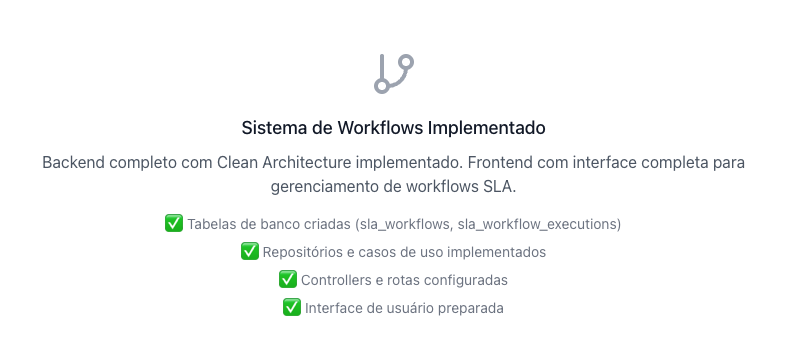 Sistema de Workflows Implementado
Backend completo com Clean Architecture implementado. Frontend com interface completa para
gerenciamento de workflows SLA.
✅ Tabelas de banco criadas (sla_workflows, sla_workflow_executions)
✅ Repositórios e casos de uso implementados
✅ Controllers e rotas configuradas
✅ Interface de usuário preparada